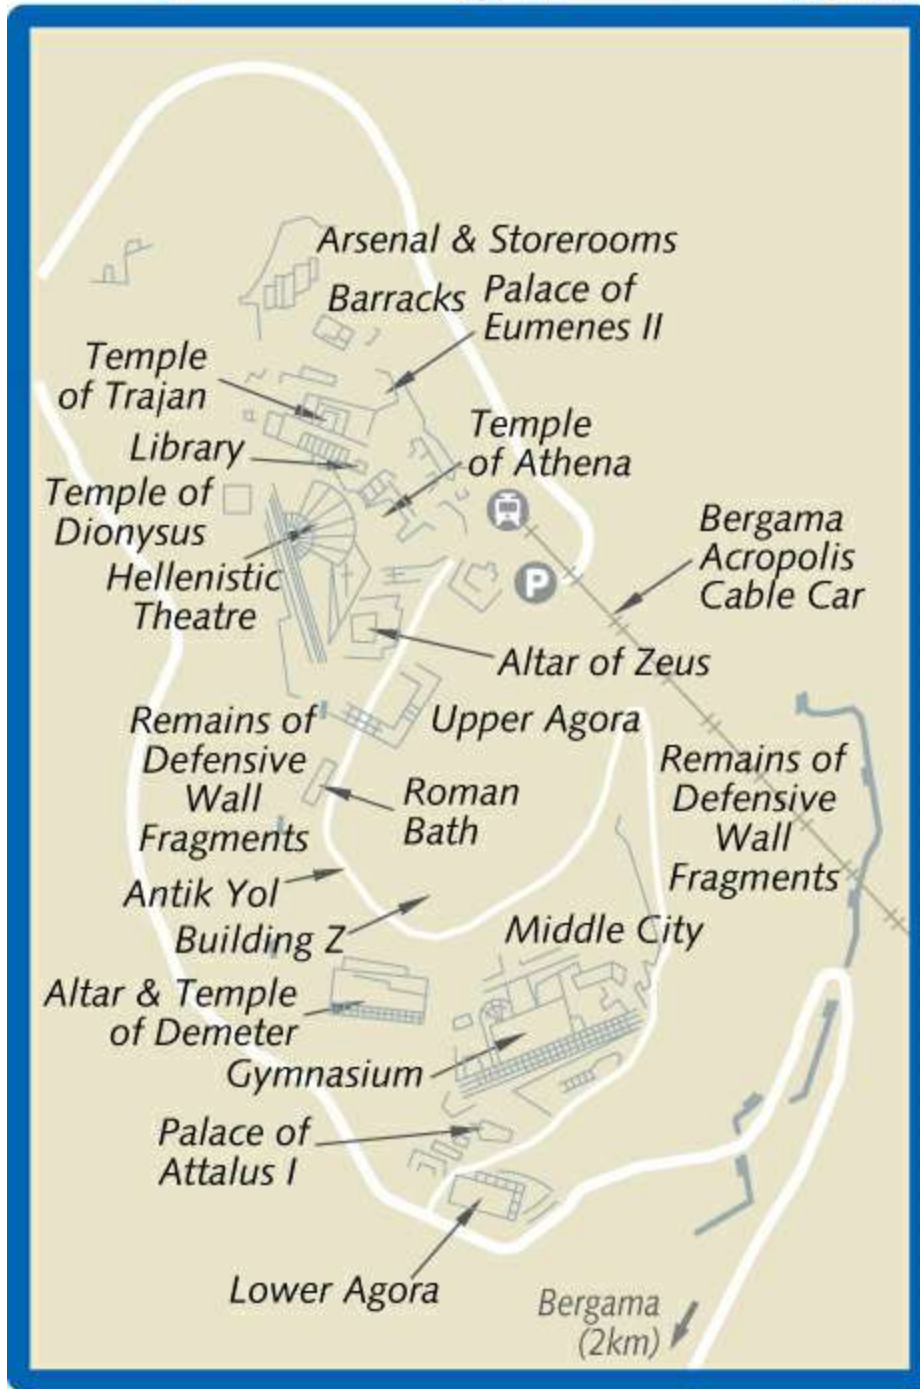 Arsenal & Storerooms
Barracks
Palace of
Eumenes II
Temple
of Trajan
Library
Temple
of Athena
Temple of
Dionysus
Hellenistic
Theatre
P
Bergama
Acropolis
Cable Car
Altar of Zeus
Upper Agora
Remains of
Defensive
Wall
Fragments
Roman
Bath
Remains of
Defensive
Wall
Fragments
Antik Yol
Building Z
Middle City
Altar & Temple
of Demeter
Gymnasium
Palace of
Attalus I
Lower Agora
Bergama
(2km)